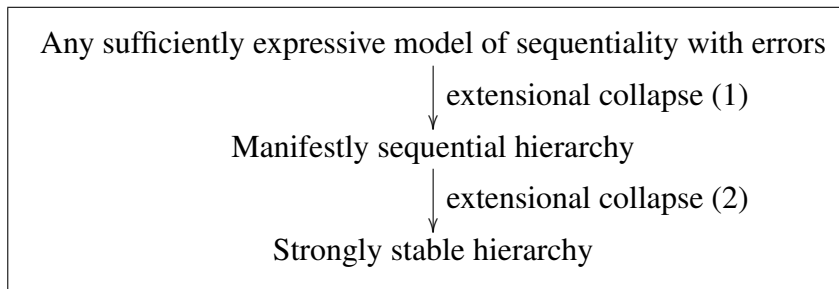 Any sufficiently expressive model of sequentiality with errors
extensional collapse (1)
Manifestly sequential hierarchy
extensional collapse (2)
Strongly stable hierarchy